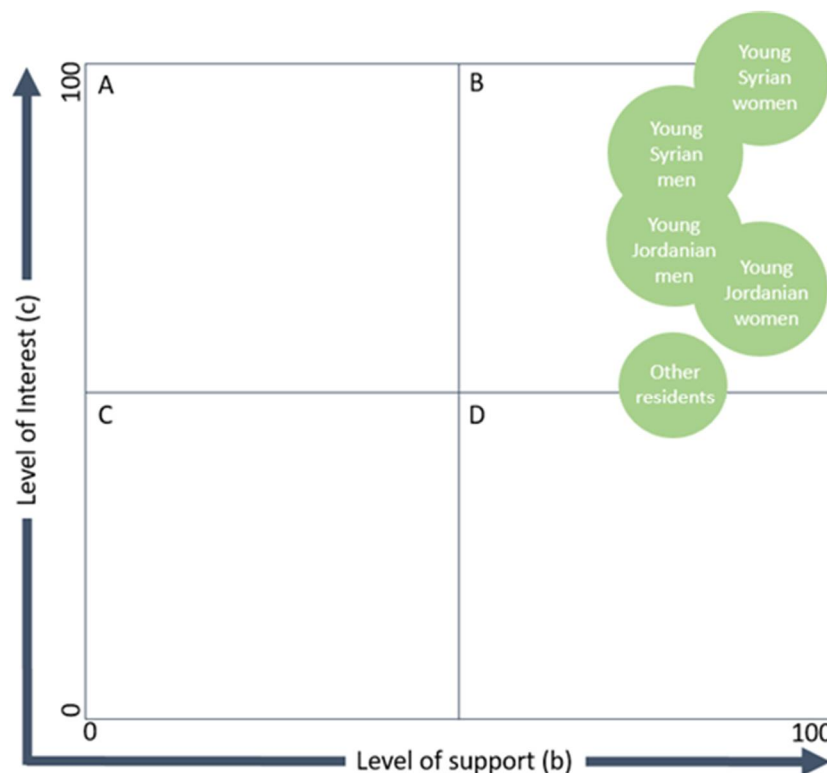 100
A
B
Young
Syrian
women
Young
Syrian
men
Young
Jordanian
men
Young
Jordanian
women
Other
residents
Level of Interest (c)
C
D
0
0
100
Level of support (b)